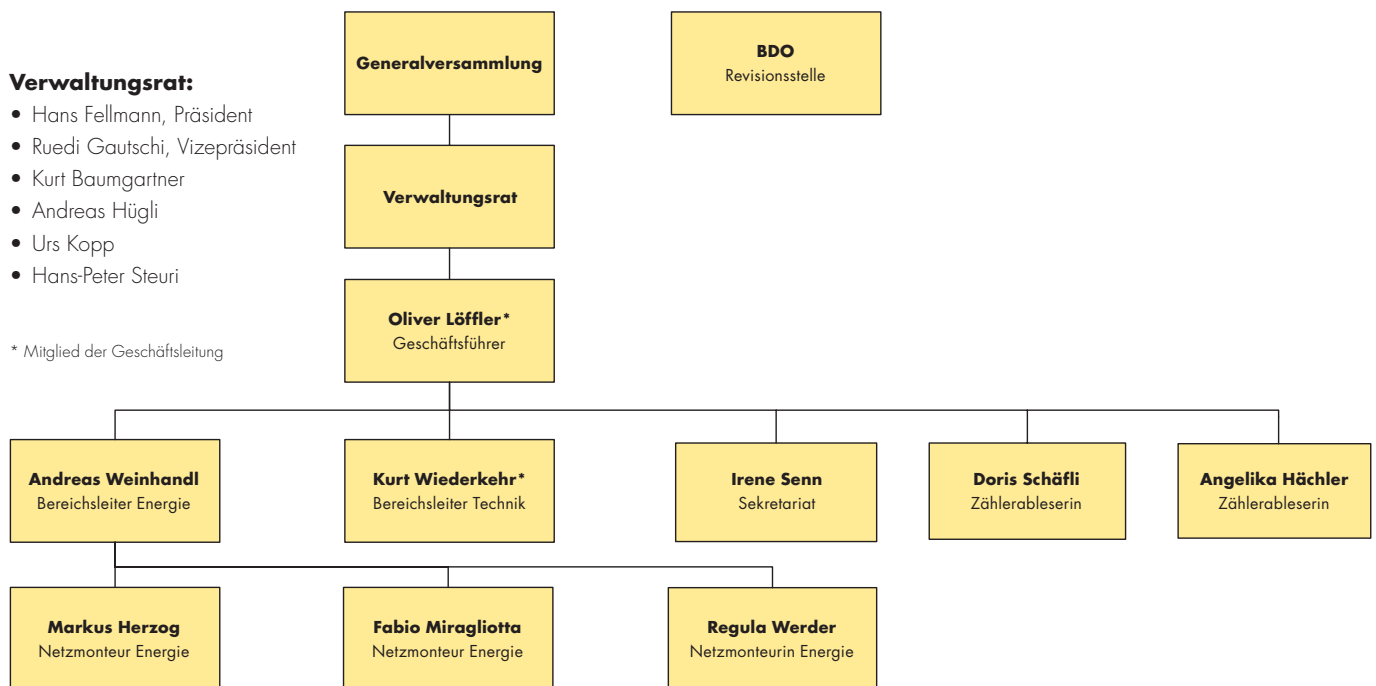 Verwaltungsrat:
• Hans Fellmann, Präsident
• Ruedi Gautschi, Vizepräsident
• Kurt Baumgartner
• Andreas Hügli
• Urs Kopp
• Hans-Peter Steuri
* Mitglied der Geschäftsleitung
Generalversammlung
BDO
Revisionsstelle
Verwaltungsrat
Oliver Löffler*
Geschäftsführer
Andreas Weinhandl
Bereichsleiter Energie
Kurt Wiederkehr*
Bereichsleiter Technik
Irene Senn
Sekretariat
Doris Schäfli
Zählerableserin
Angelika Hächler
Zählerableserin
Markus Herzog
Netzmonteur Energie
Fabio Miragliotta
Netzmonteur Energie
Regula Werder
Netzmonteurin Energie